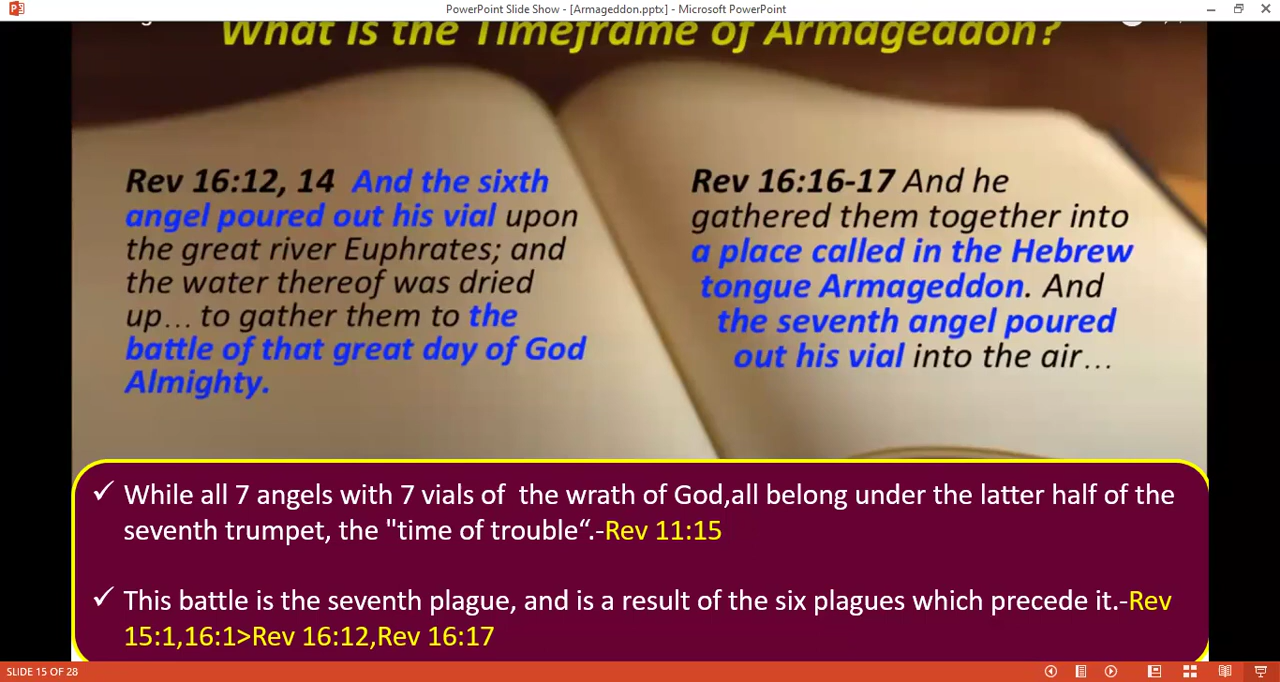 PowerPoint Slide Show - [Armageddon.pptx] - Microsoft PowerPoint
What is the Timeframe of Armageddon?
Rev 16:12, 14 And the sixth
angel poured out his vial upon
the great river Euphrates; and
the water thereof was dried
up... to gather them to the
battle of that great day of God
Almighty.
Rev 16:16-17 And he
gathered them together into
a place called in the Hebrew
tongue Armageddon. And
the seventh angel poured
out his vial into the air...
✓ While all 7 angels with 7 vials of the wrath of God,all belong under the latter half of the
seventh trumpet, the "time of trouble“.-Rev 11:15
✓ This battle is the seventh plague, and is a result of the six plagues which precede it.-Rev
15:1,16:1>Rev 16:12,Rev 16:17
SLIDE 15 OF 28